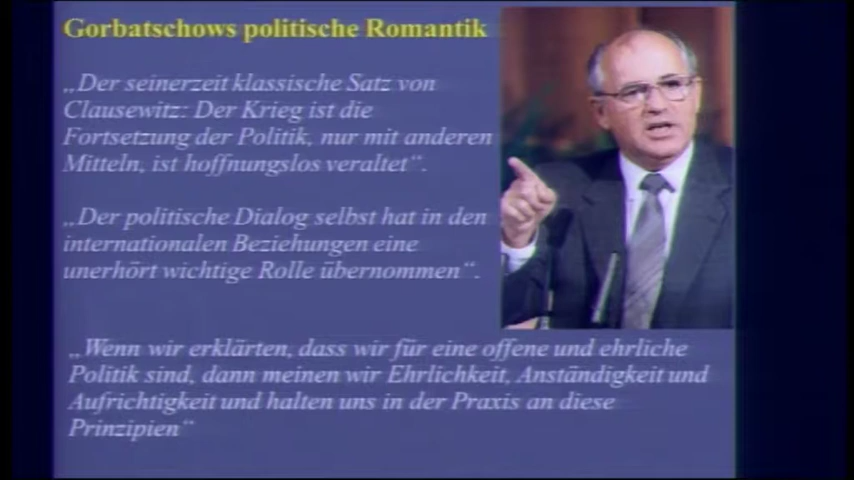 Gorbatschows politische Romantik
„Der seinerzeit klassische Satz von
Clausewitz: Der Krieg ist die
Fortsetzung der Politik, nur mit anderen
Mitteln, ist hoffnungslos veraltet“.
„Der politische Dialog selbst hat in den
internationalen Beziehungen eine
unerhört wichtige Rolle übernommen“.
„Wenn wir erklärten, dass wir für eine offene und ehrliche
Politik sind, dann meinen wir Ehrlichkeit, Anständigkeit und
Aufrichtigkeit und halten uns in der Praxis an diese
Prinzipien“